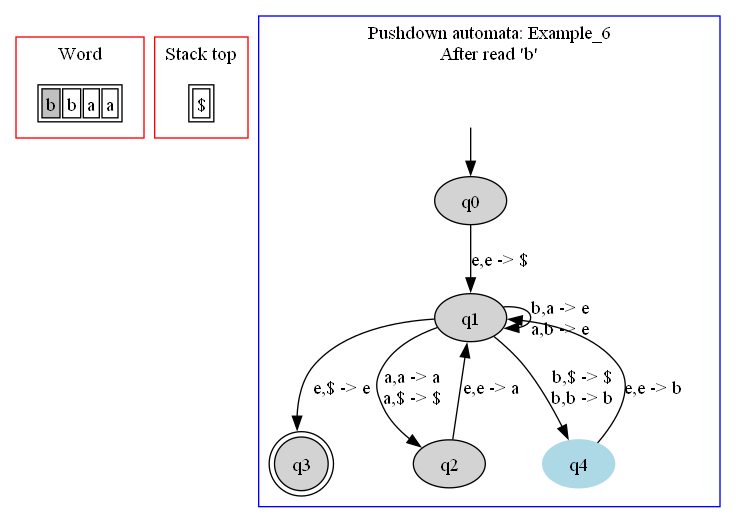 Word
b b a a
Stack top
$
Pushdown automata: Example_6
After read 'b'
q0
e,e -> $
q1
b,a -> e
a,b -> e
e,$ -> e
a,a -> a
a,$ -> $
e,e -> a
b,$ -> $
b,b -> b
e,e -> b
q3
q2
q4